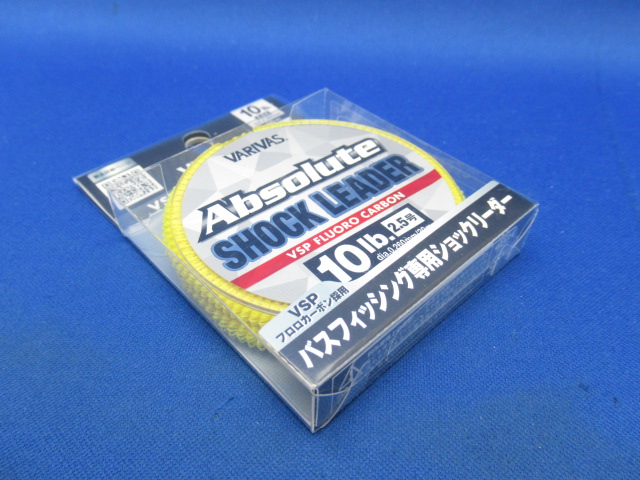 10
VARIVAS
Absolute
SHOCK LEADER
VSP FLUORO CARBON
10lb. 2.5号
VSP
フロロカーボン採用
バスフィッシング専用ショックリーダー